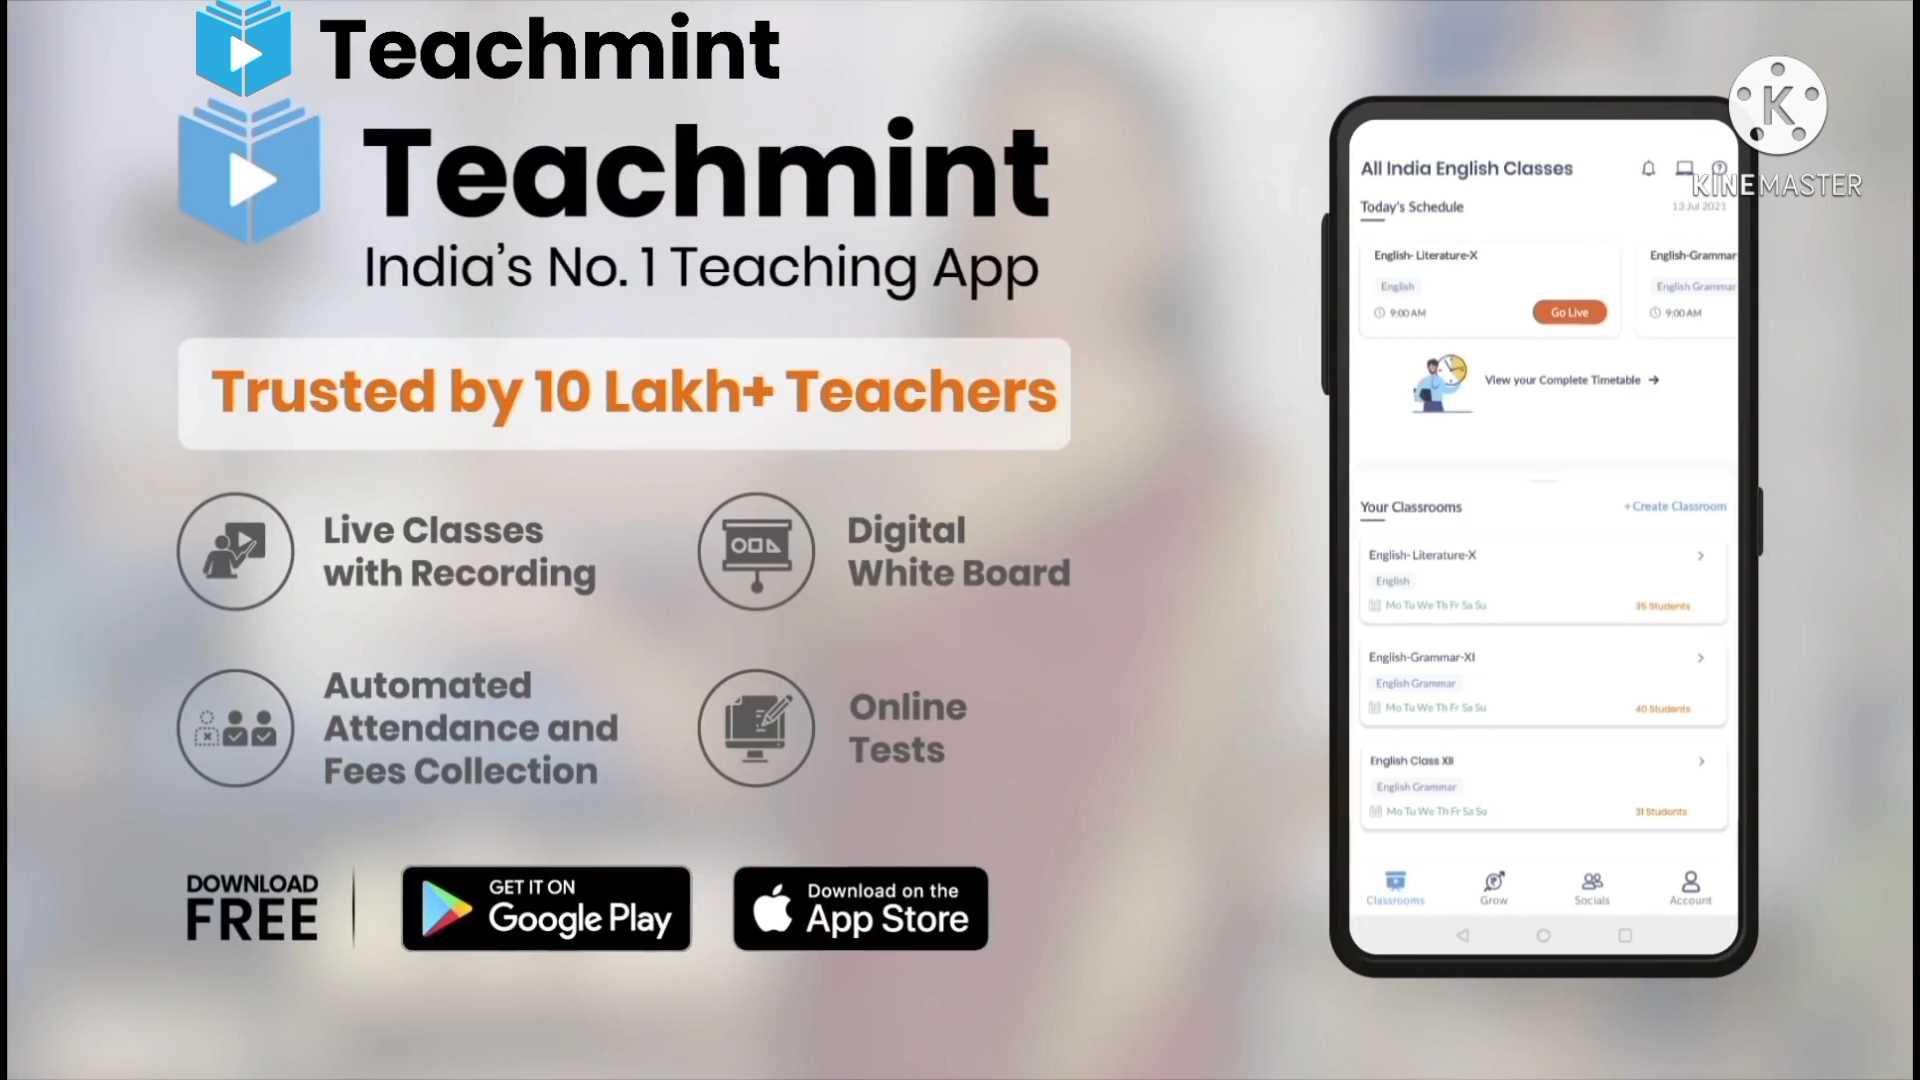 Teachmint
Teachmint
India's No. 1 Teaching App
Trusted by 10 Lakh+ Teachers
Live Classes
with Recording
Digital
White Board
Automated
Attendance and
Fees Collection
Online
Tests
DOWNLOAD
FREE
GET IT ON
Google Play
Download on the
App Store
K
KINEMASTER
All India English Classes
Today's Schedule
13 Jul 2021
English- Literature-X
English
9:00 AM
Go Live
English-Grammar
English Grammar
9:00 AM
View your Complete Timetable →
Your Classrooms
+ Create Classroom
English- Literature-X
English
Mo Tu We Th Fr Sa Su
35 Students
English-Grammar-XI
English Grammar
Mo Tu We Th Fr Sa Su
40 Students
English Class XII
English Grammar
Mo Tu We Th Fr Sa Su
31 Students
Classrooms
Grow
Socials
Account